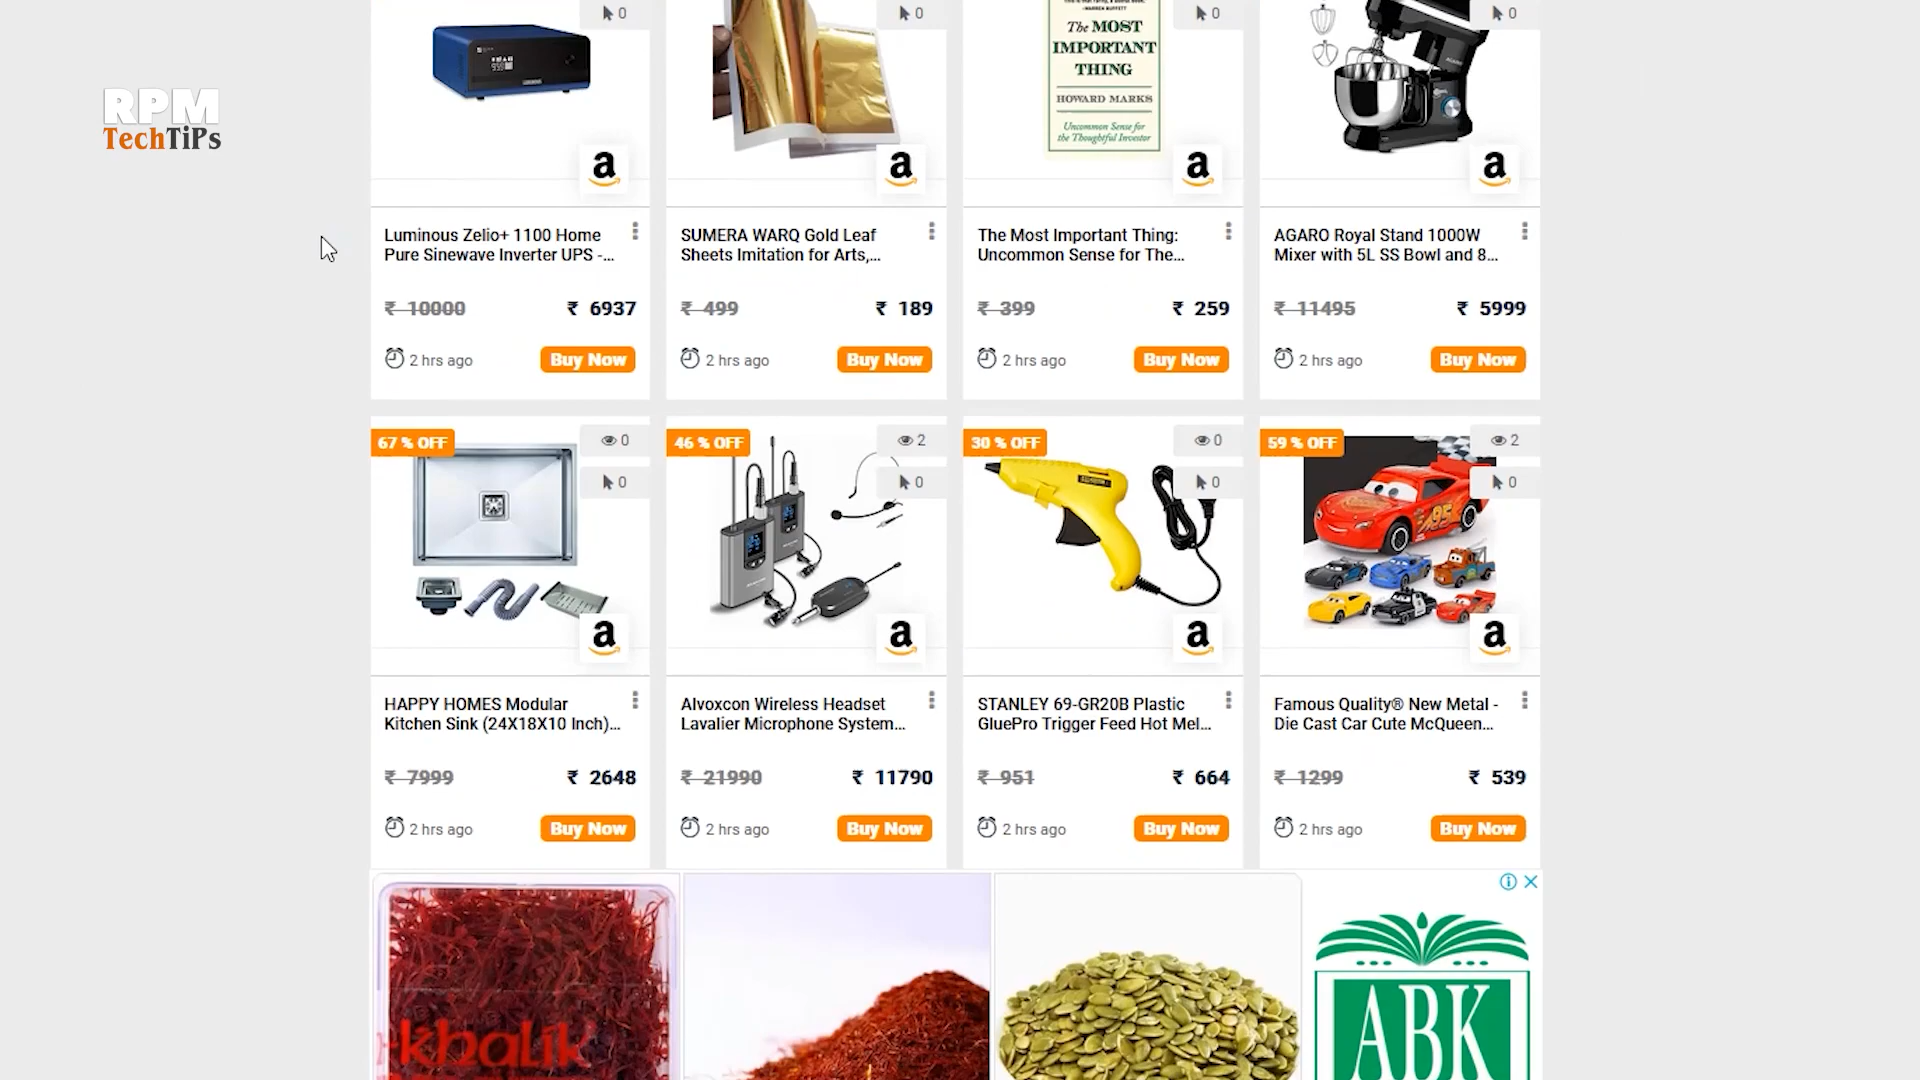 0
0
0
0
RPM
TechTiPs
The MOST
IMPORTANT
THING
HOWARD MARKS
Uncommon Sense for
the Thoughtful Investor
Luminous Zelio+ 1100 Home
Pure Sinewave Inverter UPS -...
₹ 10000
₹ 6937
2 hrs ago
Buy Now
SUMERA WARQ Gold Leaf
Sheets Imitation for Arts,...
₹ 499
₹ 189
2 hrs ago
Buy Now
The Most Important Thing:
Uncommon Sense for The...
₹ 399
₹ 259
2 hrs ago
Buy Now
AGARO Royal Stand 1000W
Mixer with 5L SS Bowl and 8...
₹ 11495
₹ 5999
2 hrs ago
Buy Now
67 % OFF
0
0
HAPPY HOMES Modular
Kitchen Sink (24X18X10 Inch)...
₹ 7999
₹ 2648
2 hrs ago
Buy Now
46 % OFF
2
0
Alvoxcon Wireless Headset
Lavalier Microphone System...
₹ 21990
₹ 11790
2 hrs ago
Buy Now
30 % OFF
0
0
STANLEY 69-GR20B Plastic
GluePro Trigger Feed Hot Mel...
₹ 951
₹ 664
2 hrs ago
Buy Now
59 % OFF
2
0
95
Famous Quality® New Metal -
Die Cast Car Cute McQueen...
₹ 1299
₹ 539
2 hrs ago
Buy Now
khalik
ABK